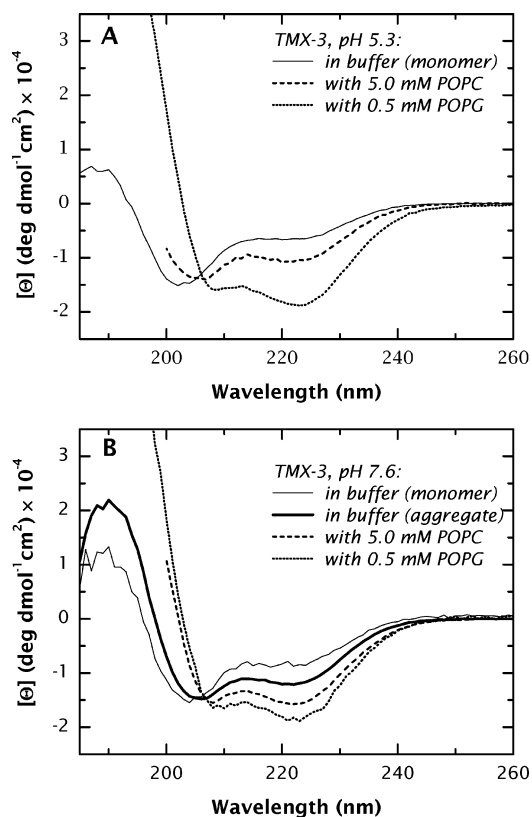 A
TMX-3, pH 5.3:
in buffer (monomer)
with 5.0 mM POPC
with 0.5 mM POPG
3
2
1
0
-1
-2
[Θ] (deg dmol⁻¹cm²) × 10⁻⁴
200
220
240
260
Wavelength (nm)
B
TMX-3, pH 7.6:
in buffer (monomer)
in buffer (aggregate)
with 5.0 mM POPC
with 0.5 mM POPG
3
2
1
0
-1
-2
[Θ] (deg dmol⁻¹cm²) × 10⁻⁴
200
220
240
260
Wavelength (nm)